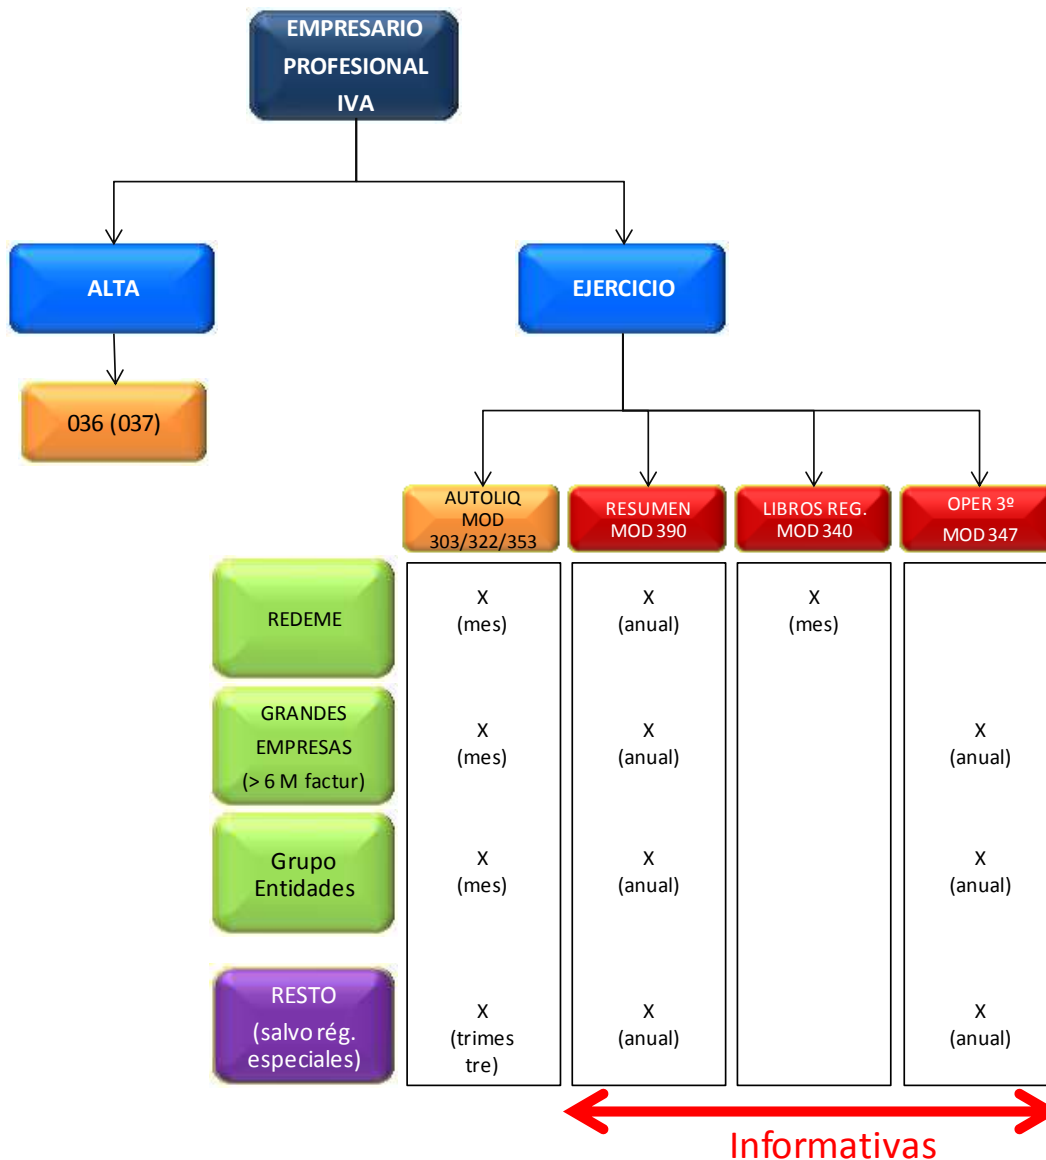 EMPRESARIO
PROFESIONAL
IVA
ALTA
EJERCICIO
036 (037)
AUTOLIQ
MOD
303/322/353
RESUMEN
MOD 390
LIBROS REG.
MOD 340
OPER 3º
MOD 347
REDEME
X
(mes)
X
(anual)
X
(mes)
GRANDES
EMPRESAS
(> 6 M factur)
X
(mes)
X
(anual)
X
(anual)
Grupo
Entidades
X
(mes)
X
(anual)
X
(anual)
RESTO
(salvo rég.
especiales)
X
(trimes
tre)
X
(anual)
X
(anual)
Informativas